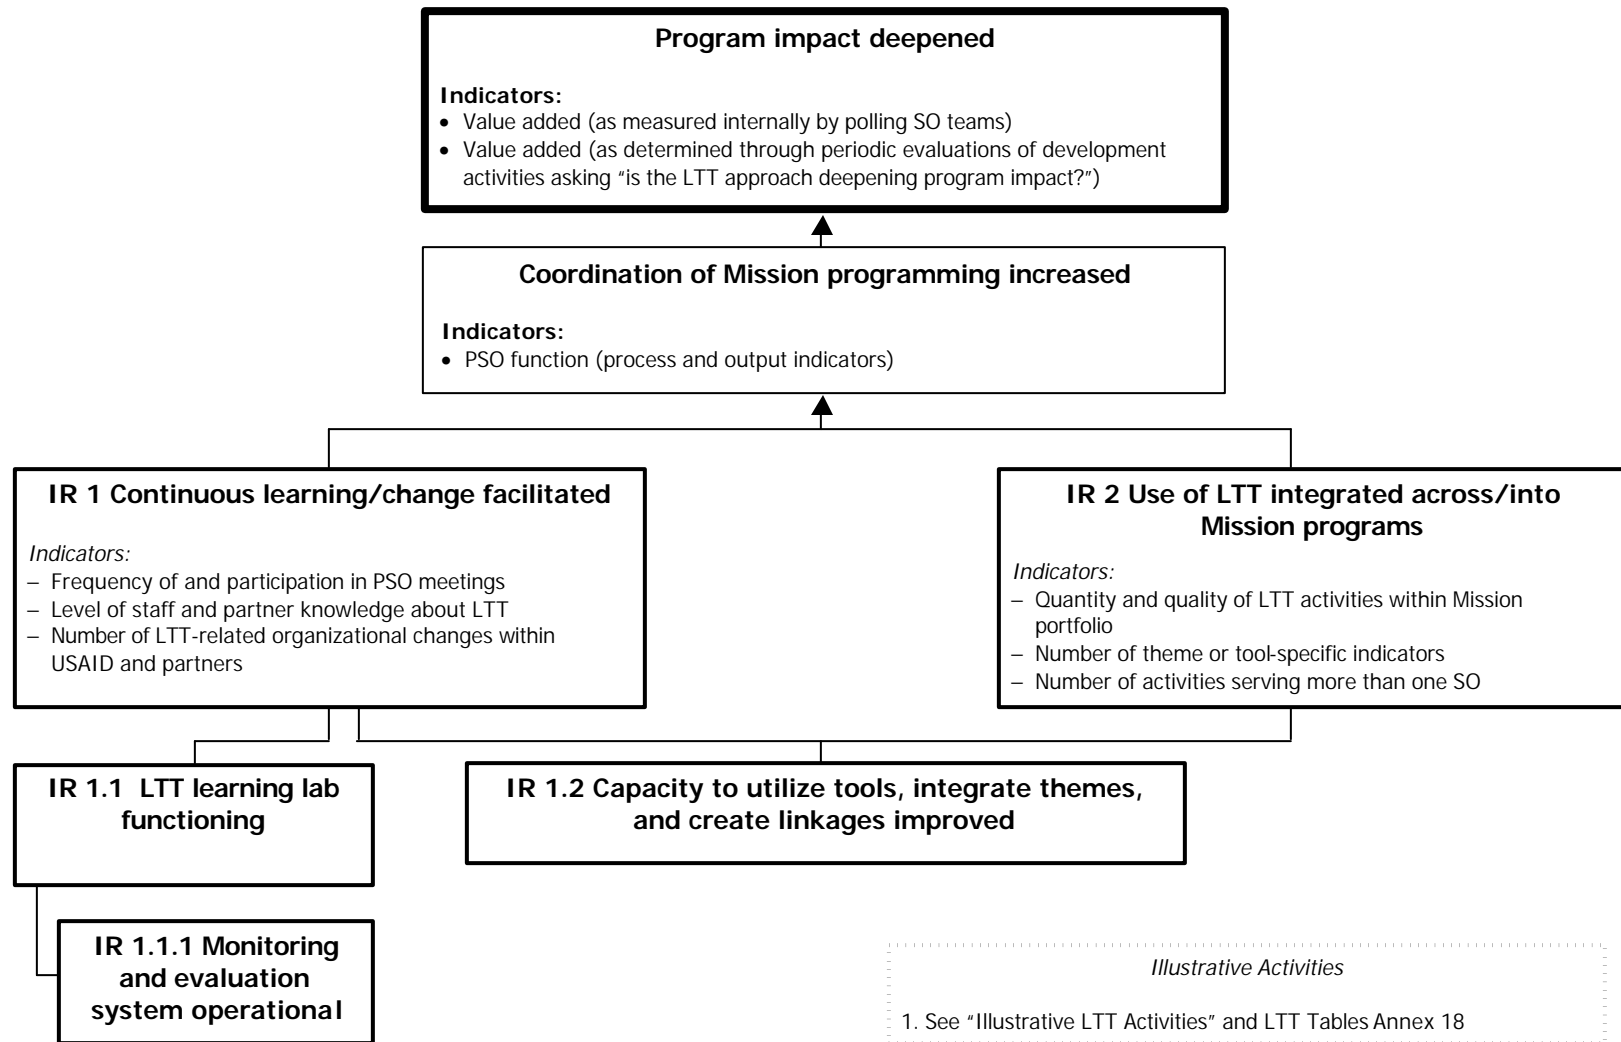 Program impact deepened
Indicators:
• Value added (as measured internally by polling SO teams)
• Value added (as determined through periodic evaluations of development
activities asking “is the LTT approach deepening program impact?”)
Coordination of Mission programming increased
Indicators:
• PSO function (process and output indicators)
IR 1 Continuous learning/change facilitated
Indicators:
– Frequency of and participation in PSO meetings
– Level of staff and partner knowledge about LTT
– Number of LTT-related organizational changes within
USAID and partners
IR 2 Use of LTT integrated across/into
Mission programs
Indicators:
– Quantity and quality of LTT activities within Mission
portfolio
– Number of theme or tool-specific indicators
– Number of activities serving more than one SO
IR 1.1 LTT learning lab
functioning
IR 1.2 Capacity to utilize tools, integrate themes,
and create linkages improved
IR 1.1.1 Monitoring
and evaluation
system operational
Illustrative Activities
1. See “Illustrative LTT Activities” and LTT Tables Annex 18